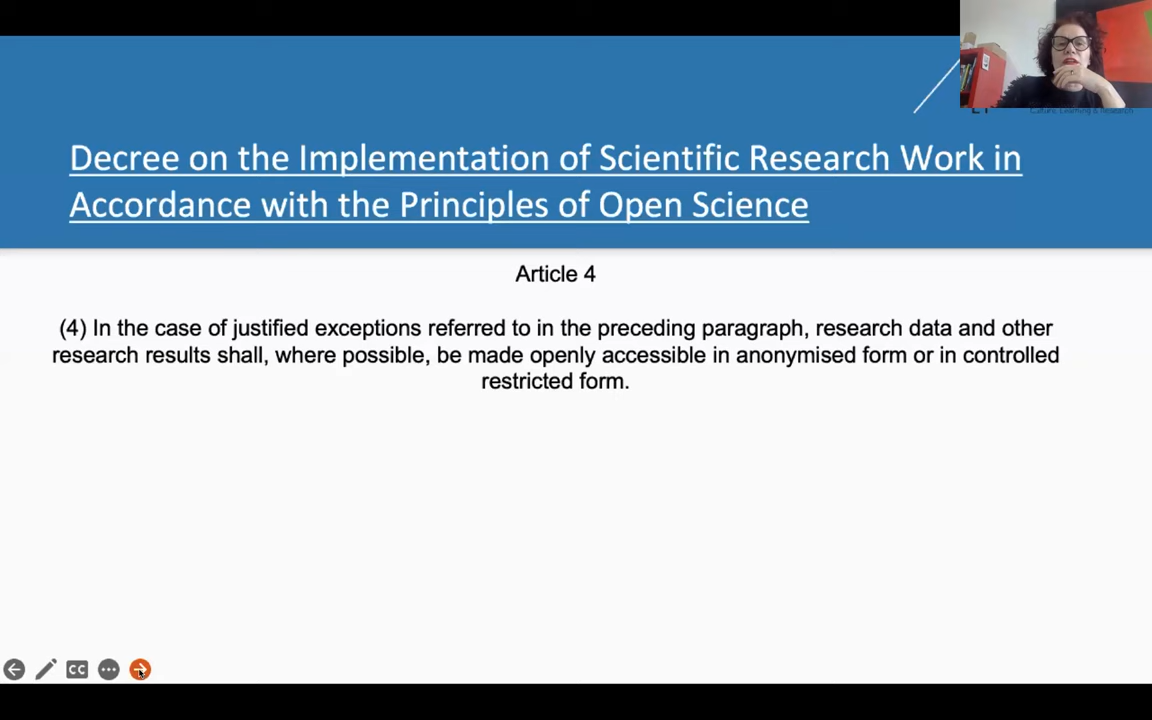 Decree on the Implementation of Scientific Research Work in
Accordance with the Principles of Open Science
Article 4
(4) In the case of justified exceptions referred to in the preceding paragraph, research data and other
research results shall, where possible, be made openly accessible in anonymised form or in controlled
restricted form.
CC